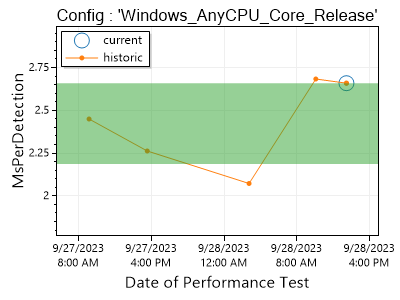 Config : 'Windows_AnyCPU_Core_Release'
current
historic
2.75
2.5
2.25
2
MsPerDetection
9/27/2023 9/27/2023 9/28/2023 9/28/2023 9/28/2023
8:00 AM 4:00 PM 12:00 AM 8:00 AM 4:00 PM
Date of Performance Test